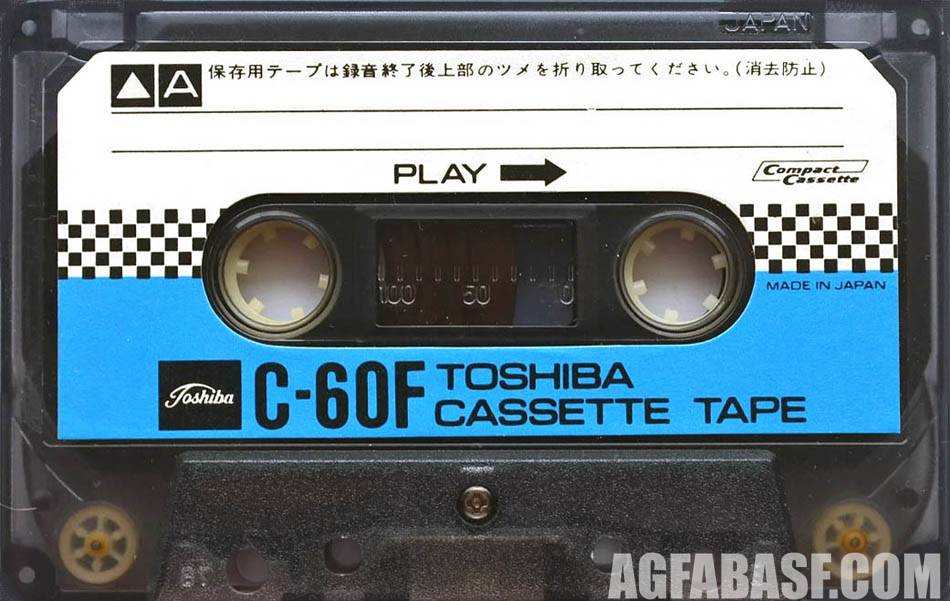 JAPAN
A 保存用テープは録音終了後上部のツメを折り取ってください。(消去防止)
PLAY
Compact
Cassette
MADE IN JAPAN
100 50 0
Toshiba C-60F TOSHIBA
CASSETTE TAPE
AGFABASF.COM